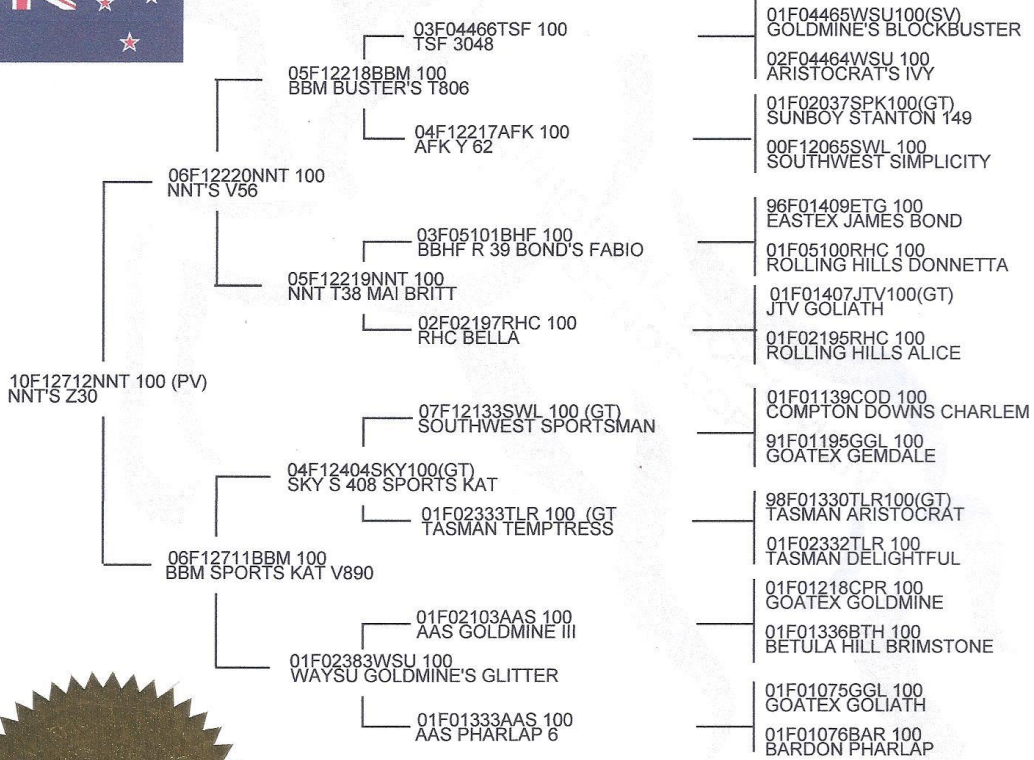 01F04465WSU100(SV)
GOLDMINE'S BLOCKBUSTER
03F04466TSF 100
TSF 3048
02F04464WSU 100
ARISTOCRAT'S IVY
05F12218BBM 100
BBM BUSTER'S T806
01F02037SPK100(GT)
SUNBOY STANTON 149
04F12217AFK 100
AFK Y 62
00F12065SWL 100
SOUTHWEST SIMPLICITY
06F12220NNT 100
NNT'S V56
96F01409ETG 100
EASTEX JAMES BOND
03F05101BHF 100
BBHF R 39 BOND'S FABIO
01F05100RHC 100
ROLLING HILLS DONNETTA
05F12219NNT 100
NNT T38 MAI BRITT
01F01407JTV100(GT)
JTV GOLIATH
02F02197RHC 100
RHC BELLA
01F02195RHC 100
ROLLING HILLS ALICE
10F12712NNT 100 (PV)
NNT'S Z30
01F01139COD 100
COMPTON DOWNS CHARLEM
07F12133SWL 100 (GT)
SOUTHWEST SPORTSMAN
91F01195GGL 100
GOATEX GEMDALE
04F12404SKY100(GT)
SKY S 408 SPORTS KAT
98F01330TLR100(GT)
TASMAN ARISTOCRAT
01F02333TLR 100 (GT
TASMAN TEMPTRESS
01F02332TLR 100
TASMAN DELIGHTFUL
06F12711BBM 100
BBM SPORTS KAT V890
01F01218CPR 100
GOATEX GOLDMINE
01F02103AAS 100
AAS GOLDMINE III
01F01336BTH 100
BETULA HILL BRIMSTONE
01F02383WSU 100
WAYSU GOLDMINE'S GLITTER
01F01075GGL 100
GOATEX GOLIATH
01F01333AAS 100
AAS PHARLAP 6
01F01076BAR 100
BARDON PHARLAP